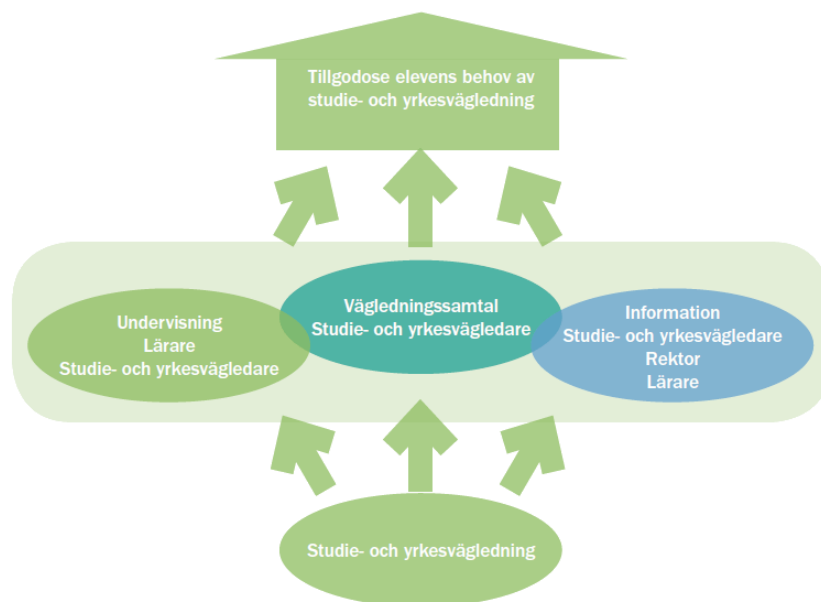 Tillgodose elevens behov av
studie- och yrkesvägledning
Vägledningssamtal
Studie- och yrkesvägledare
Undervisning
Lärare
Studie- och yrkesvägledare
Information
Studie- och yrkesvägledare
Rektor
Lärare
Studie- och yrkesvägledning